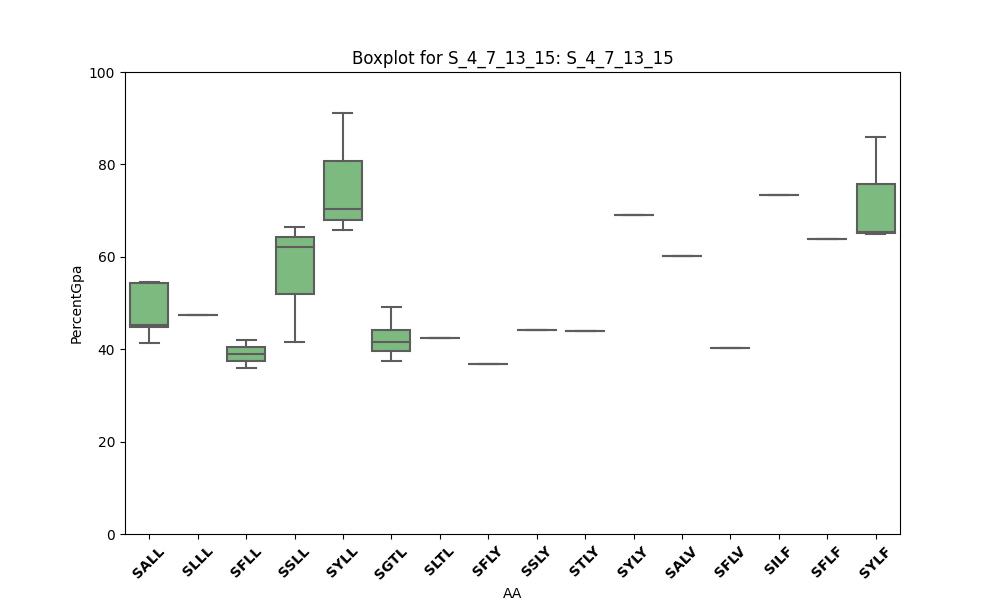 Boxplot for S_4_7_13_15: S_4_7_13_15
PercentGpa
100
80
60
40
20
0
SALL
SLLL
SFLL
SSLL
SYLL
SGTL
SLTL
SFLY
SSLY
STLY
SYLY
SALV
SFLV
SILF
SFLF
SYLF
AA